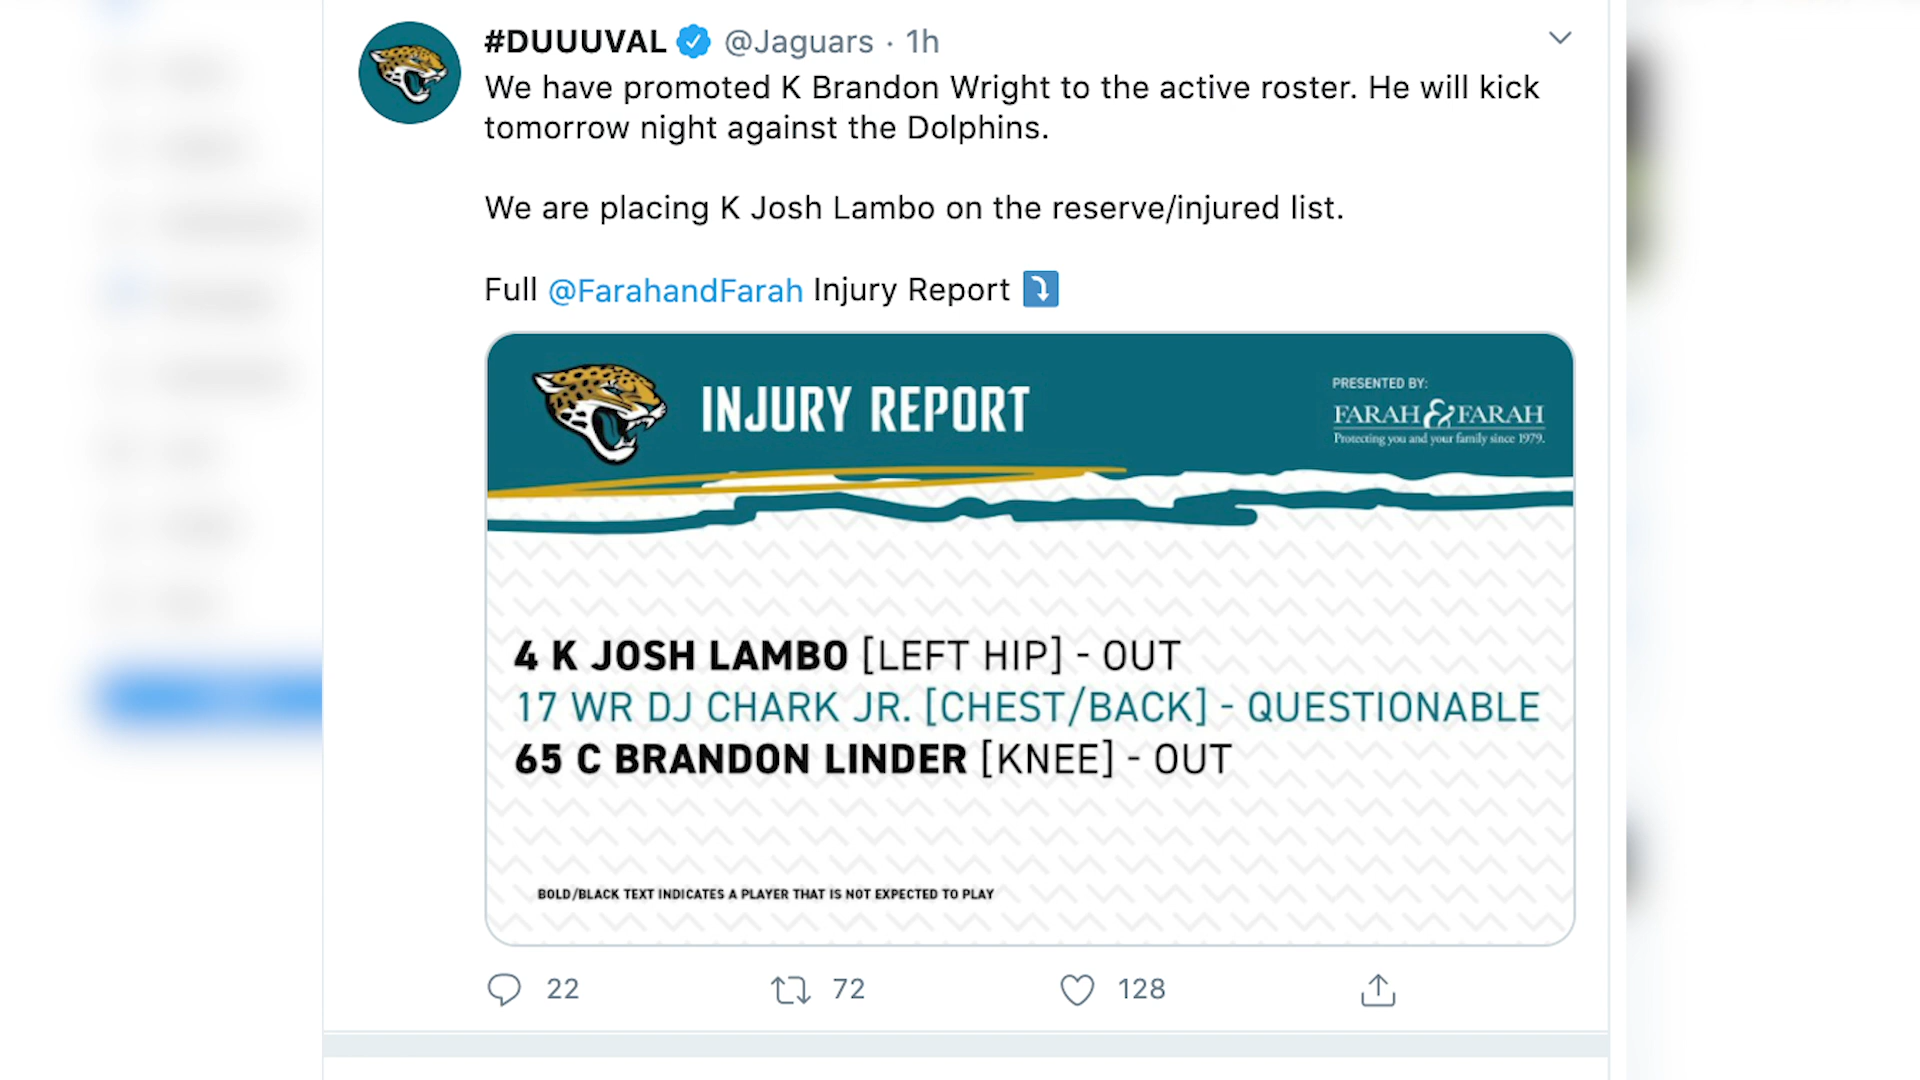 #DUUUVAL @Jaguars · 1h
We have promoted K Brandon Wright to the active roster. He will kick
tomorrow night against the Dolphins.
We are placing K Josh Lambo on the reserve/injured list.
Full @FarahandFarah Injury Report ⤵️
INJURY REPORT
PRESENTED BY:
FARAH & FARAH
Protecting you and your family since 1979.
4 K JOSH LAMBO [LEFT HIP] - OUT
17 WR DJ CHARK JR. [CHEST/BACK] - QUESTIONABLE
65 C BRANDON LINDER [KNEE] - OUT
BOLD/BLACK TEXT INDICATES A PLAYER THAT IS NOT EXPECTED TO PLAY
22 72 128